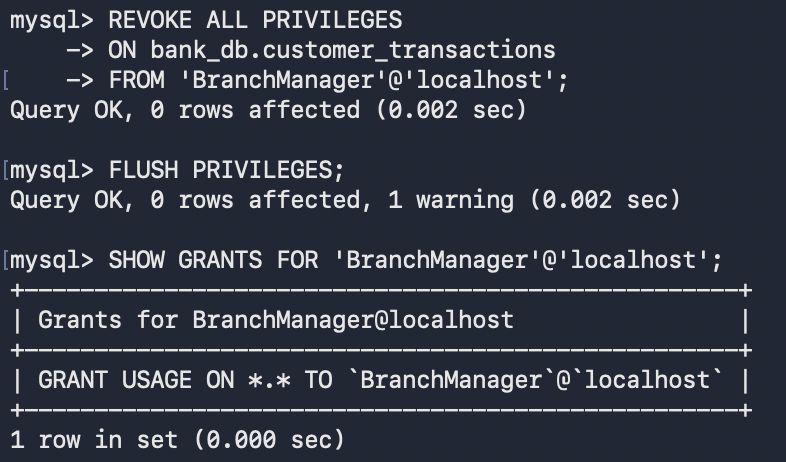 mysql> REVOKE ALL PRIVILEGES
    -> ON bank_db.customer_transactions
[    -> FROM 'BranchManager'@'localhost';
Query OK, 0 rows affected (0.002 sec)
[mysql> FLUSH PRIVILEGES;
Query OK, 0 rows affected, 1 warning (0.002 sec)
[mysql> SHOW GRANTS FOR 'BranchManager'@'localhost';
+---------------------------------------------------+
| Grants for BranchManager@localhost                |
+---------------------------------------------------+
| GRANT USAGE ON *.* TO `BranchManager`@`localhost` |
+---------------------------------------------------+
1 row in set (0.000 sec)